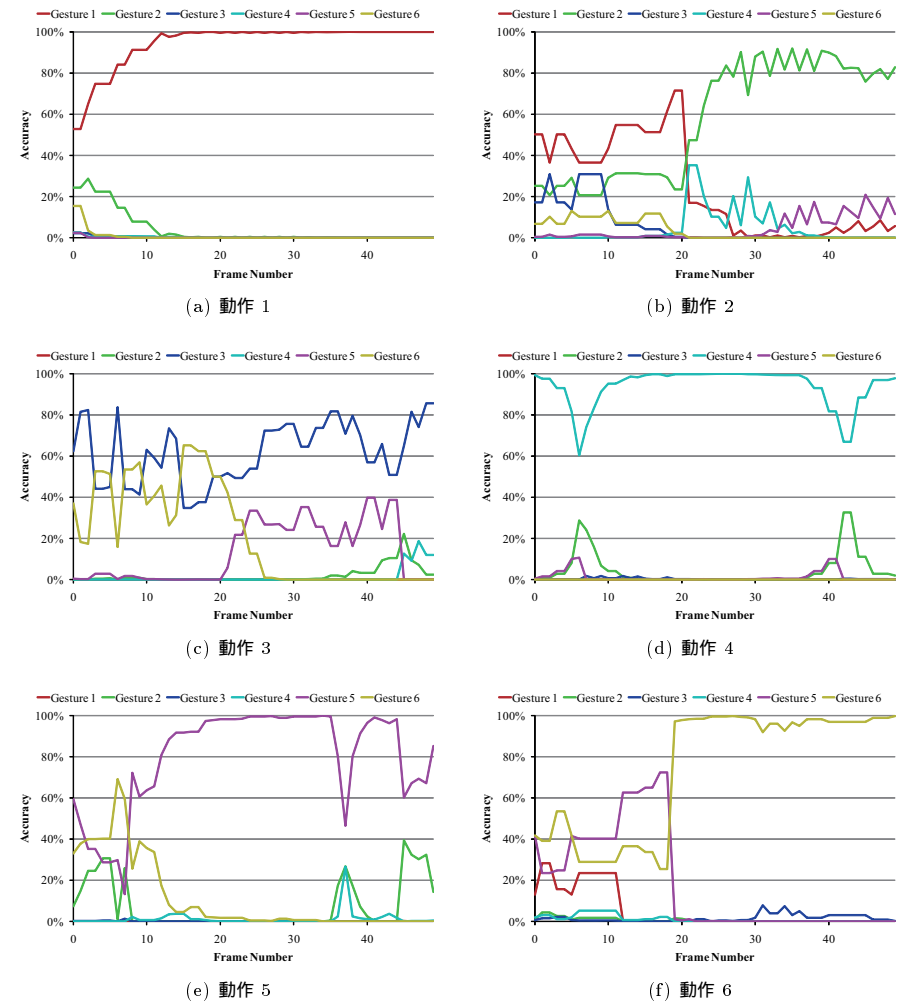 Gesture 1 Gesture 2 Gesture 3 Gesture 4 Gesture 5 Gesture 6
100%
80%
60%
40%
20%
0%
Accuracy
0 10 20 30 40
Frame Number
(a) 動作 1
Gesture 1 Gesture 2 Gesture 3 Gesture 4 Gesture 5 Gesture 6
100%
80%
60%
40%
20%
0%
Accuracy
0 10 20 30 40
Frame Number
(b) 動作 2
Gesture 1 Gesture 2 Gesture 3 Gesture 4 Gesture 5 Gesture 6
100%
80%
60%
40%
20%
0%
Accuracy
0 10 20 30 40
Frame Number
(c) 動作 3
Gesture 1 Gesture 2 Gesture 3 Gesture 4 Gesture 5 Gesture 6
100%
80%
60%
40%
20%
0%
Accuracy
0 10 20 30 40
Frame Number
(d) 動作 4
Gesture 1 Gesture 2 Gesture 3 Gesture 4 Gesture 5 Gesture 6
100%
80%
60%
40%
20%
0%
Accuracy
0 10 20 30 40
Frame Number
(e) 動作 5
Gesture 1 Gesture 2 Gesture 3 Gesture 4 Gesture 5 Gesture 6
100%
80%
60%
40%
20%
0%
Accuracy
0 10 20 30 40
Frame Number
(f) 動作 6